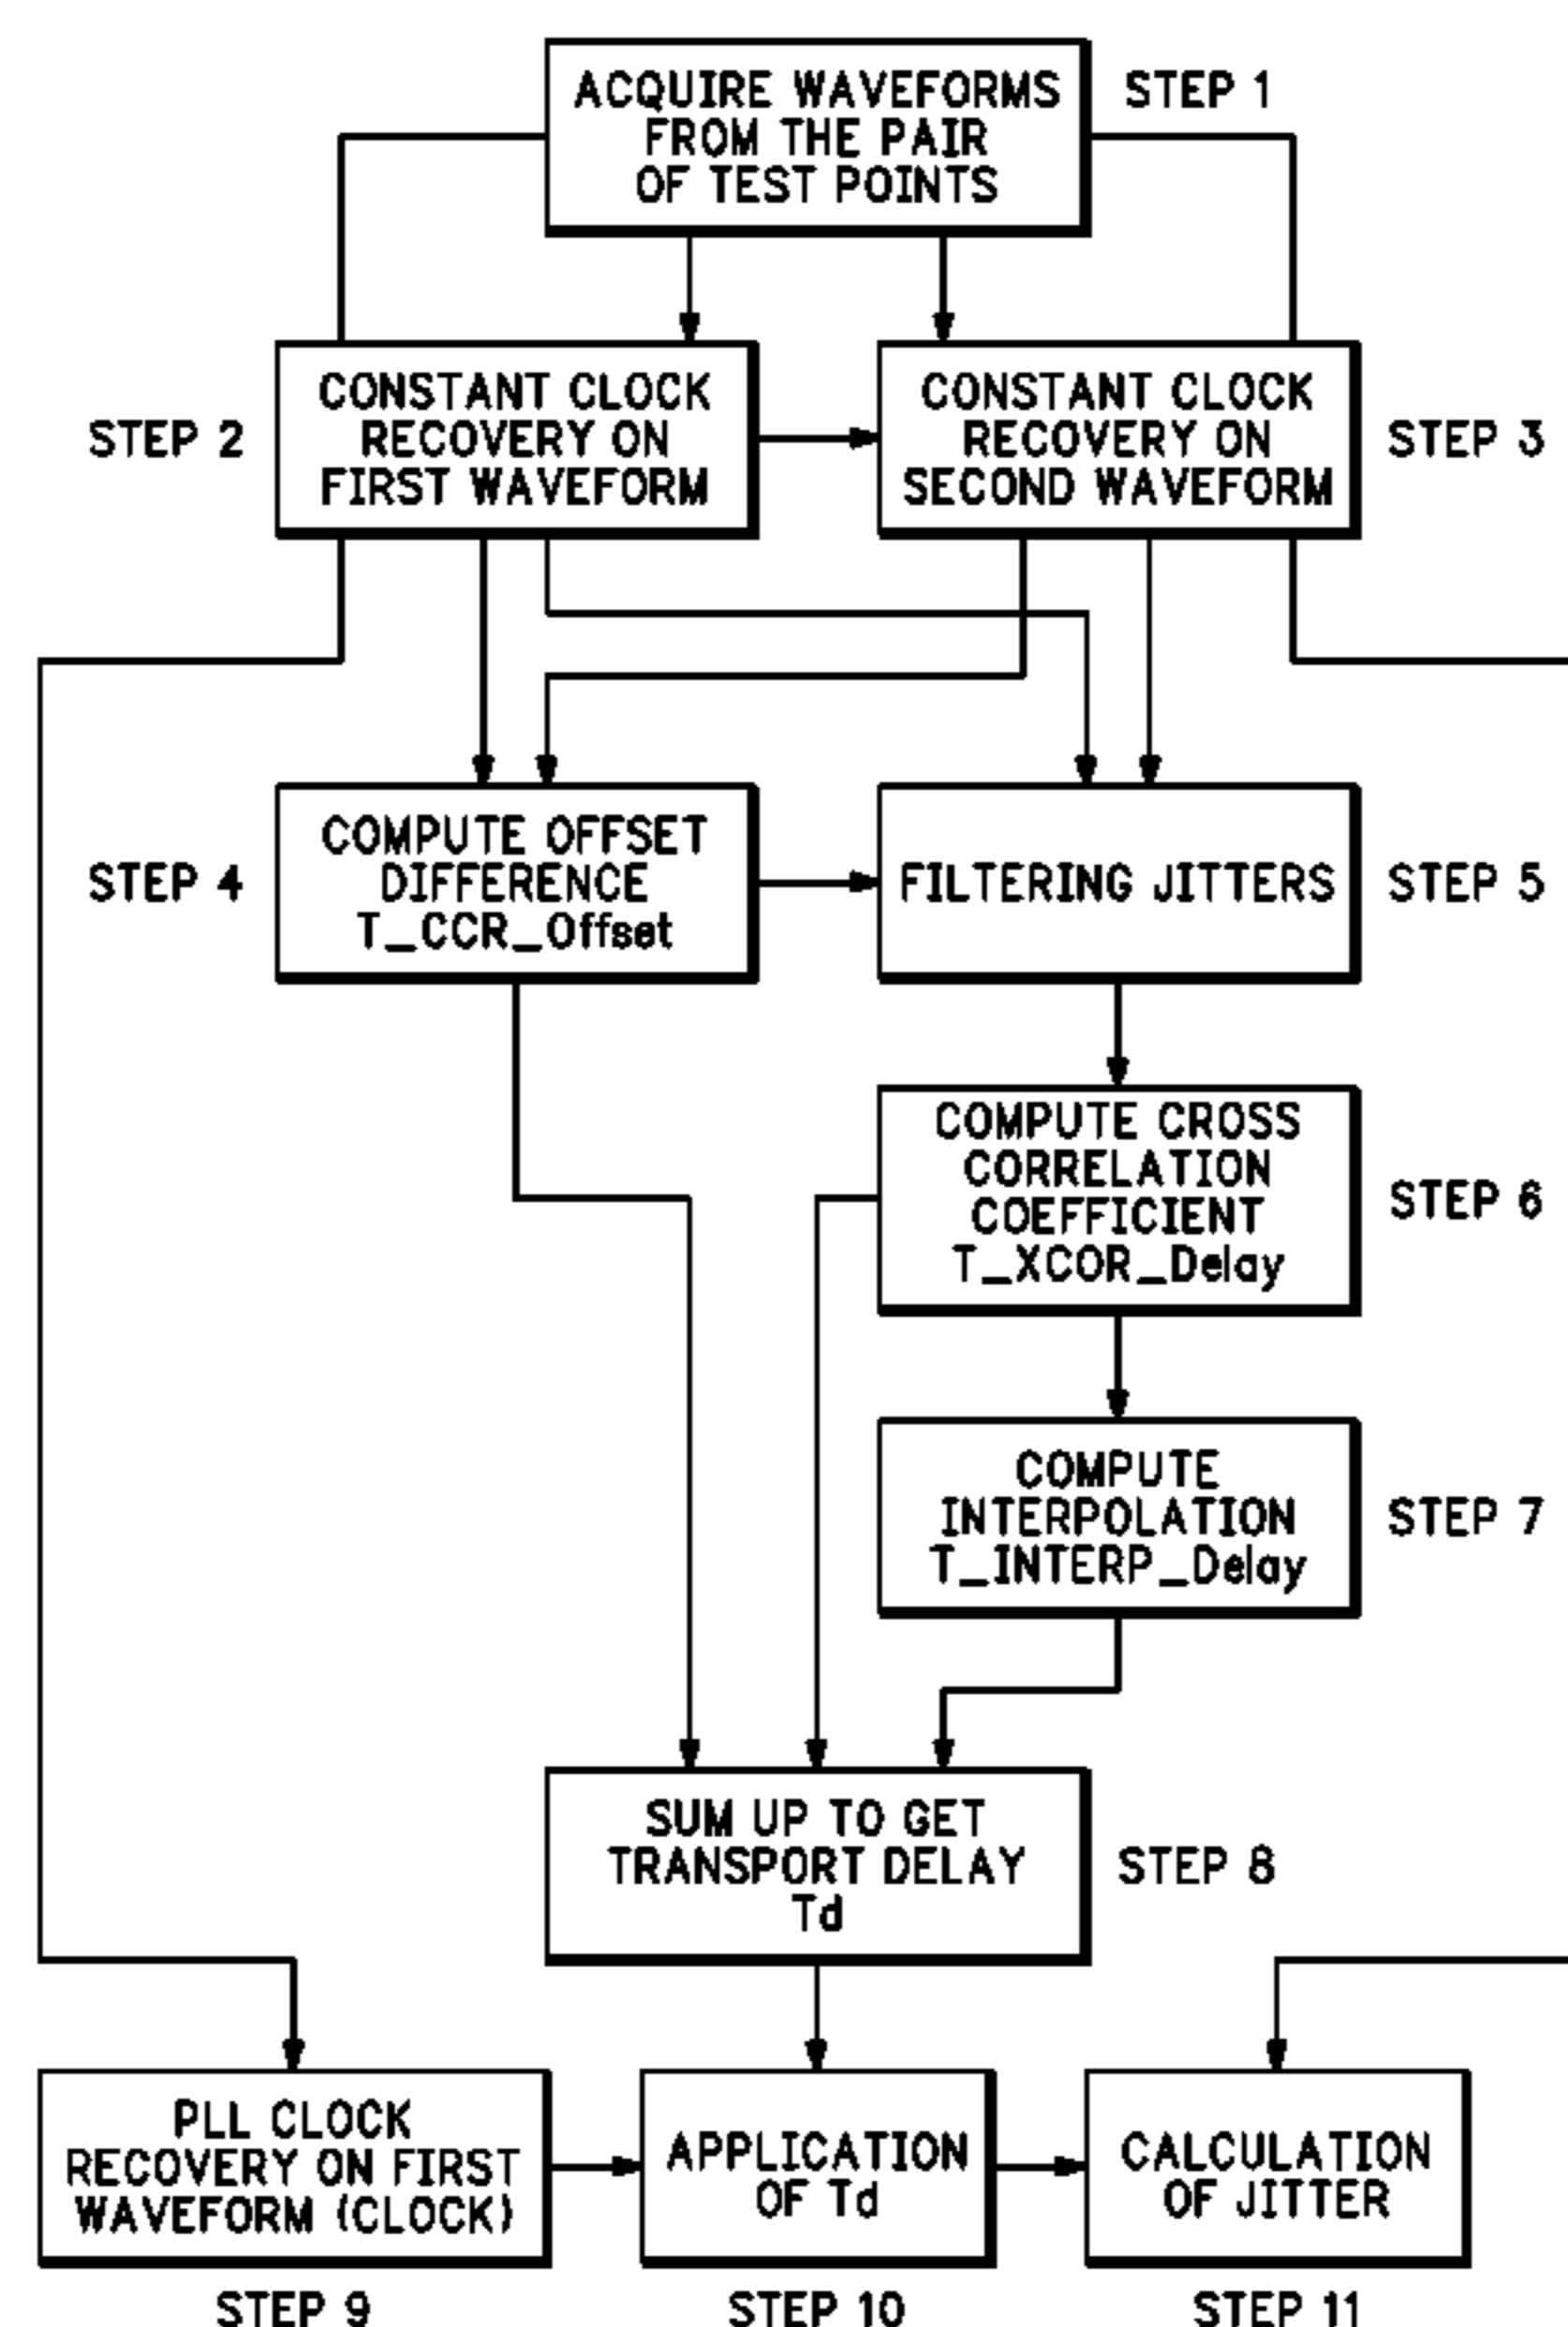 ACQUIRE WAVEFORMS
FROM THE PAIR
OF TEST POINTS
STEP 1
STEP 2
CONSTANT CLOCK
RECOVERY ON
FIRST WAVEFORM
CONSTANT CLOCK
RECOVERY ON
SECOND WAVEFORM
STEP 3
STEP 4
COMPUTE OFFSET
DIFFERENCE
T_CCR_Offset
FILTERING JITTERS
STEP 5
COMPUTE CROSS
CORRELATION
COEFFICIENT
T_XCOR_Delay
STEP 6
COMPUTE
INTERPOLATION
T_INTERP_Delay
STEP 7
SUM UP TO GET
TRANSPORT DELAY
Td
STEP 8
PLL CLOCK
RECOVERY ON FIRST
WAVEFORM (CLOCK)
STEP 9
APPLICATION
OF Td
STEP 10
CALCULATION
OF JITTER
STEP 11